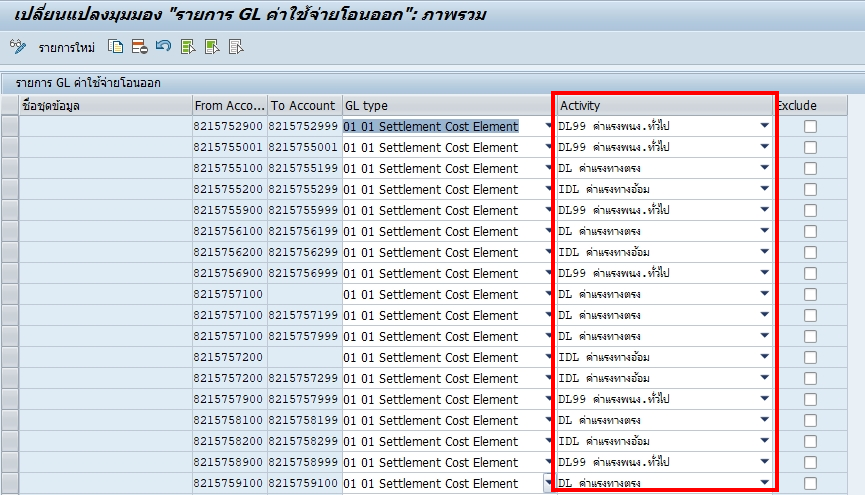 เปลี่ยนแปลงมุมมอง "รายการ GL ค่าใช้จ่ายโอนออก": ภาพรวม
รายการใหม่
รายการ GL ค่าใช้จ่ายโอนออก
ชื่อชุดข้อมูล From Acco... To Account GL type Activity Exclude
8215752900 8215752999 01 01 Settlement Cost Element DL99 ค่าแรงพนง.ทั่วไป
8215755001 8215755001 01 01 Settlement Cost Element DL99 ค่าแรงพนง.ทั่วไป
8215755100 8215755199 01 01 Settlement Cost Element DL ค่าแรงทางตรง
8215755200 8215755299 01 01 Settlement Cost Element IDL ค่าแรงทางอ้อม
8215755900 8215755999 01 01 Settlement Cost Element DL99 ค่าแรงพนง.ทั่วไป
8215756100 8215756199 01 01 Settlement Cost Element DL ค่าแรงทางตรง
8215756200 8215756299 01 01 Settlement Cost Element IDL ค่าแรงทางอ้อม
8215756900 8215756999 01 01 Settlement Cost Element DL99 ค่าแรงพนง.ทั่วไป
8215757100 01 01 Settlement Cost Element DL ค่าแรงทางตรง
8215757100 8215757199 01 01 Settlement Cost Element DL ค่าแรงทางตรง
8215757100 8215757999 01 01 Settlement Cost Element DL ค่าแรงทางตรง
8215757200 01 01 Settlement Cost Element IDL ค่าแรงทางอ้อม
8215757200 8215757299 01 01 Settlement Cost Element IDL ค่าแรงทางอ้อม
8215757900 8215757999 01 01 Settlement Cost Element DL99 ค่าแรงพนง.ทั่วไป
8215758100 8215758199 01 01 Settlement Cost Element DL ค่าแรงทางตรง
8215758200 8215758299 01 01 Settlement Cost Element IDL ค่าแรงทางอ้อม
8215758900 8215758999 01 01 Settlement Cost Element DL99 ค่าแรงพนง.ทั่วไป
8215759100 8215759100 01 01 Settlement Cost Element DL ค่าแรงทางตรง